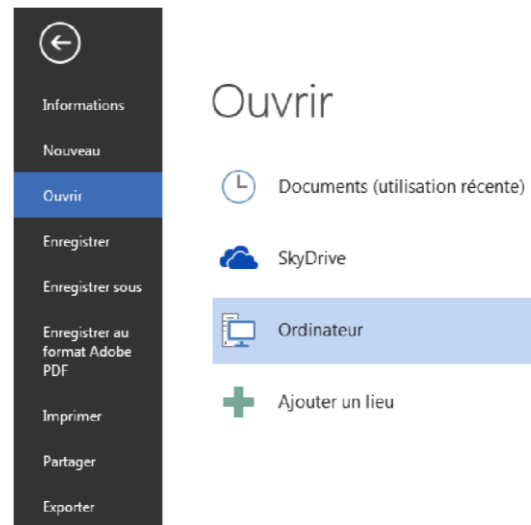 Informations
Nouveau
Ouvrir
Enregistrer
Enregistrer sous
Enregistrer au
format Adobe
PDF
Imprimer
Partager
Exporter
Ouvrir
Documents (utilisation récente)
SkyDrive
Ordinateur
Ajouter un lieu